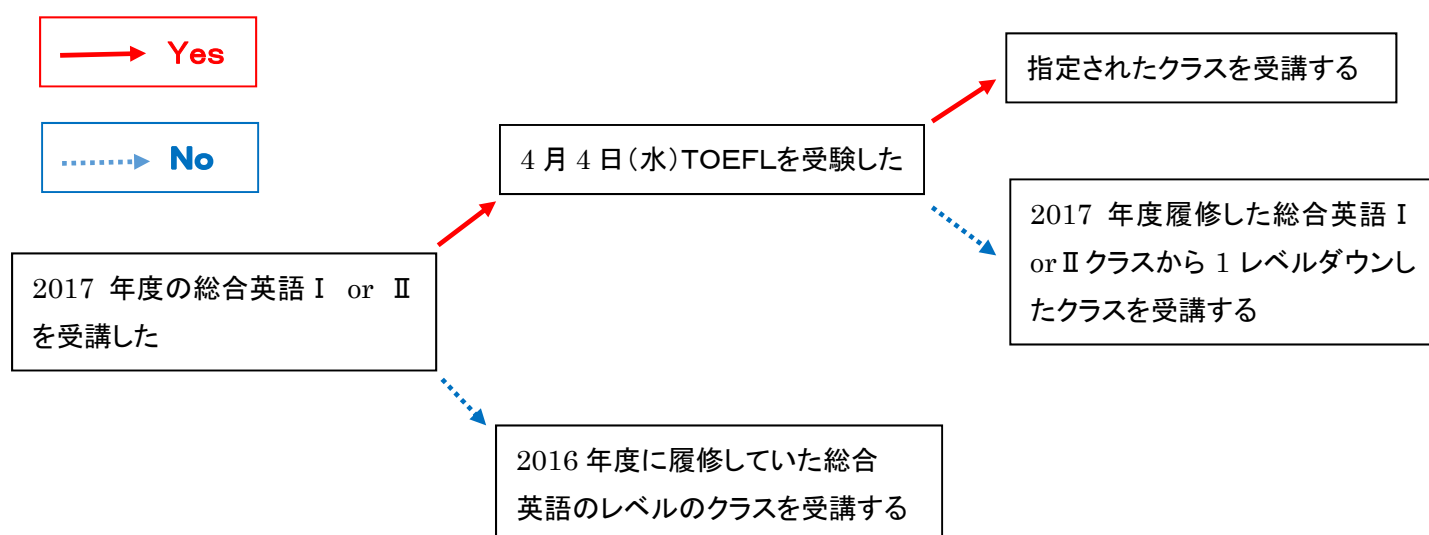 Yes
No
指定されたクラスを受講する
4 月 4 日（水）TOEFLを受験した
2017 年度履修した総合英語Ⅰ
orⅡクラスから 1 レベルダウンし
たクラスを受講する
2017 年度の総合英語Ⅰ or Ⅱ
を受講した
2016 年度に履修していた総合
英語のレベルのクラスを受講する